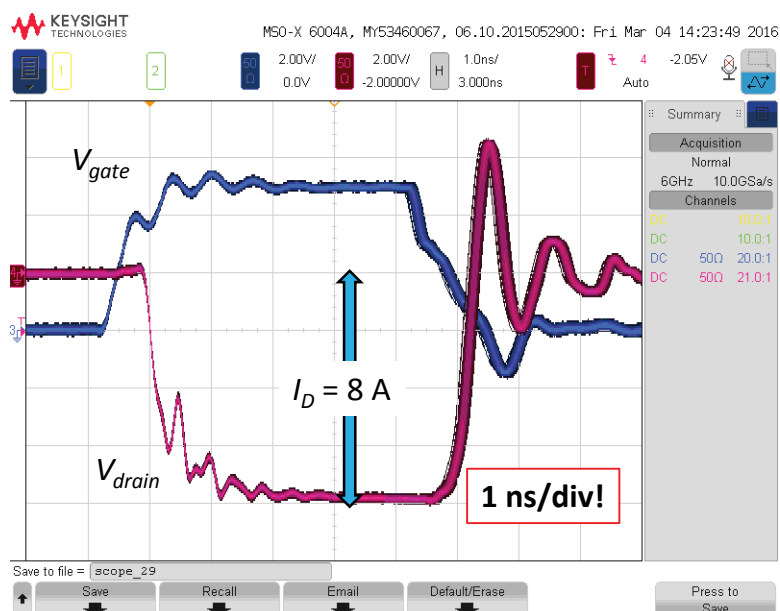 KEYSIGHT
TECHNOLOGIES
MSO-X 6004A, MY53460067, 06.10.2015052900: Fri Mar 04 14:23:49 2016
1
2
50Ω 2.00V/ 0.0V
50Ω 2.00V/ -2.00000V
H 1.0ns/ 3.000ns
T 4 -2.05V
Auto
Summary
Acquisition
Normal
6GHz 10.0GSa/s
Channels
DC 10.0:1
DC 10.0:1
DC 50Ω 20.0:1
DC 50Ω 21.0:1
Vgate
4
T
3
ID = 8 A
Vdrain
1 ns/div!
Save to file = scope_29
Save
Recall
Email
Default/Erase
Press to
Save